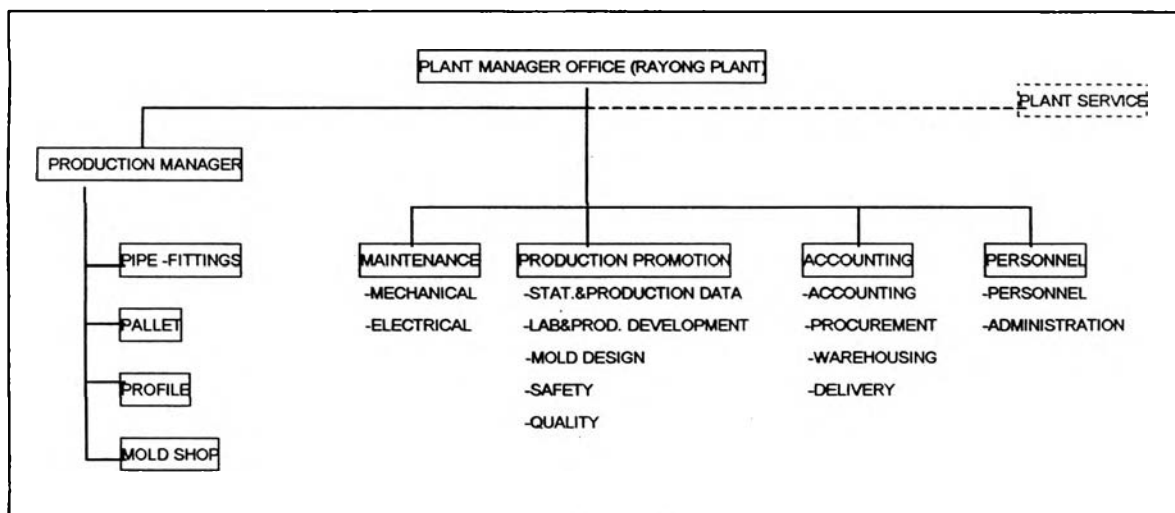 PLANT MANAGER OFFICE (RAYONG PLANT)
PLANT SERVICE
PRODUCTION MANAGER
PIPE -FITTINGS
PALLET
PROFILE
MOLD SHOP
MAINTENANCE
-MECHANICAL
-ELECTRICAL
PRODUCTION PROMOTION
-STAT.&PRODUCTION DATA
-LAB&PROD. DEVELOPMENT
-MOLD DESIGN
-SAFETY
-QUALITY
ACCOUNTING
-ACCOUNTING
-PROCUREMENT
-WAREHOUSING
-DELIVERY
PERSONNEL
-PERSONNEL
-ADMINISTRATION